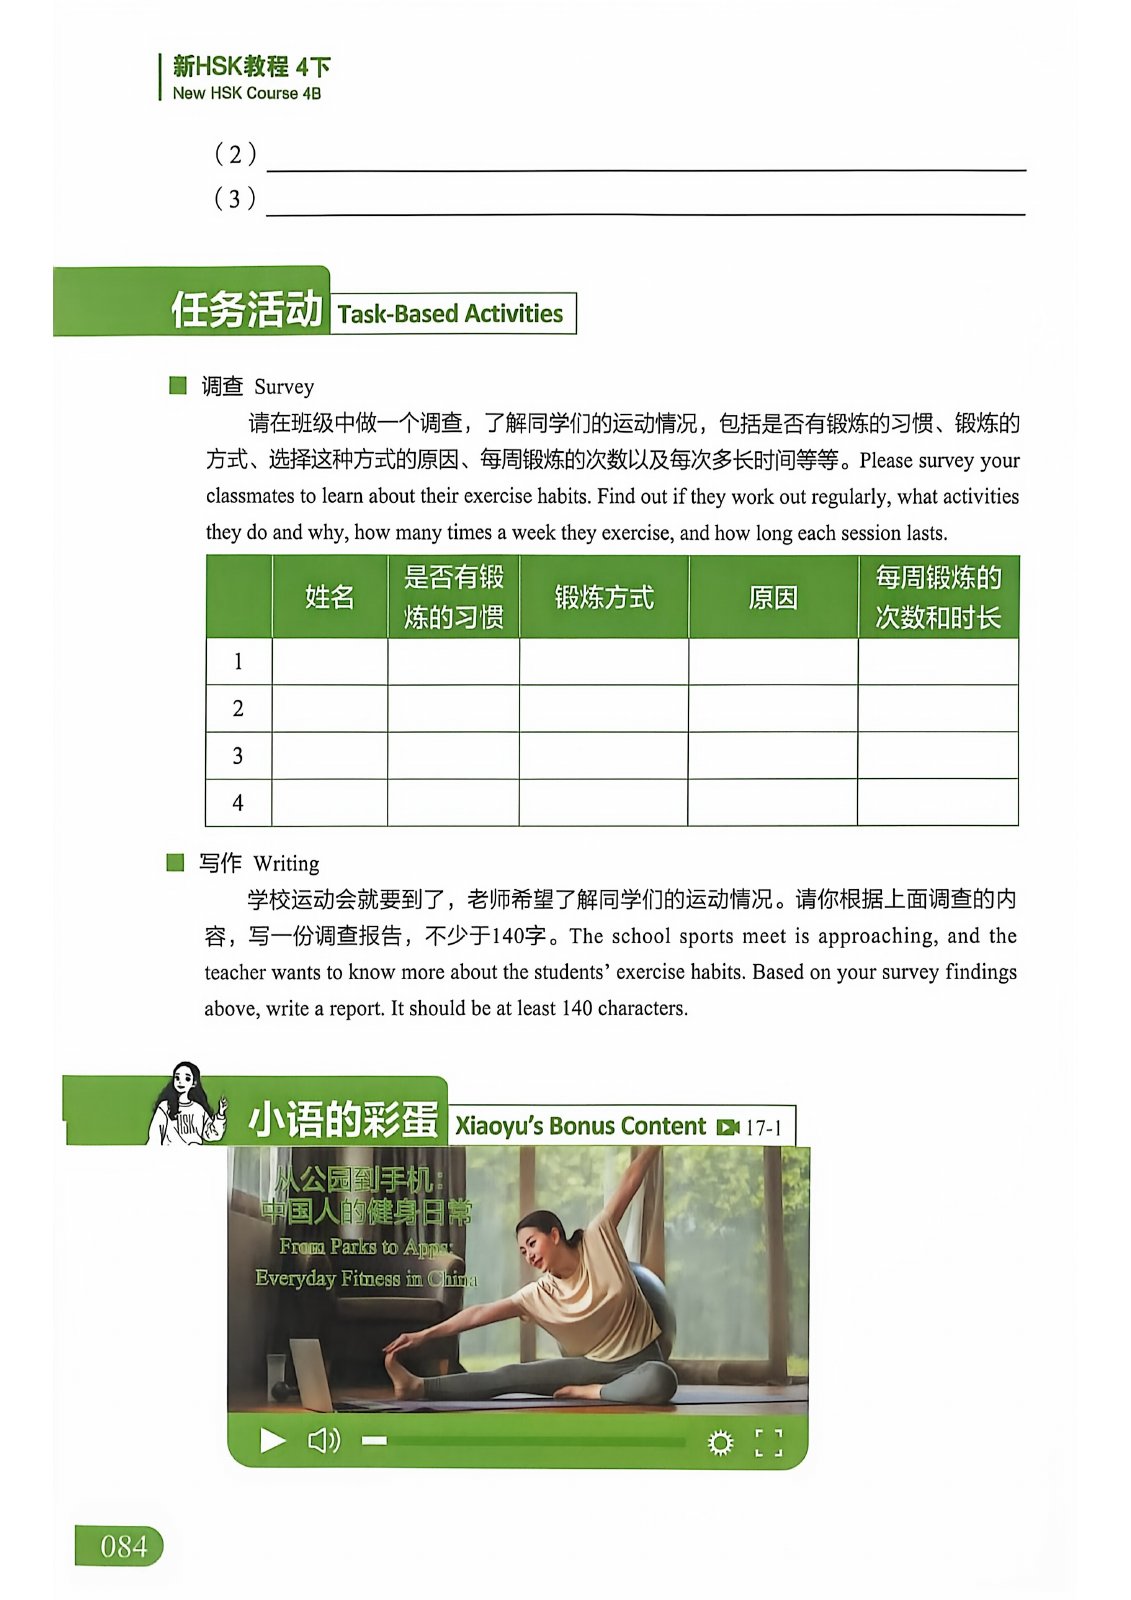 新HSK教程 4下
New HSK Course 4B
（2）
（3）
任务活动 Task-Based Activities
调查 Survey
请在班级中做一个调查，了解同学们的运动情况，包括是否有锻炼的习惯、锻炼的
方式、选择这种方式的原因、每周锻炼的次数以及每次多长时间等等。Please survey your
classmates to learn about their exercise habits. Find out if they work out regularly, what activities
they do and why, how many times a week they exercise, and how long each session lasts.
姓名 是否有锻炼的习惯 锻炼方式 原因 每周锻炼的次数和时长
1
2
3
4
写作 Writing
学校运动会就要到了，老师希望了解同学们的运动情况。请你根据上面调查的内
容，写一份调查报告，不少于140字。The school sports meet is approaching, and the
teacher wants to know more about the students’ exercise habits. Based on your survey findings
above, write a report. It should be at least 140 characters.
HSK
小语的彩蛋 Xiaoyu’s Bonus Content 17-1
从公园到手机：
中国人的健身日常
From Parks to Apps:
Everyday Fitness in China
084